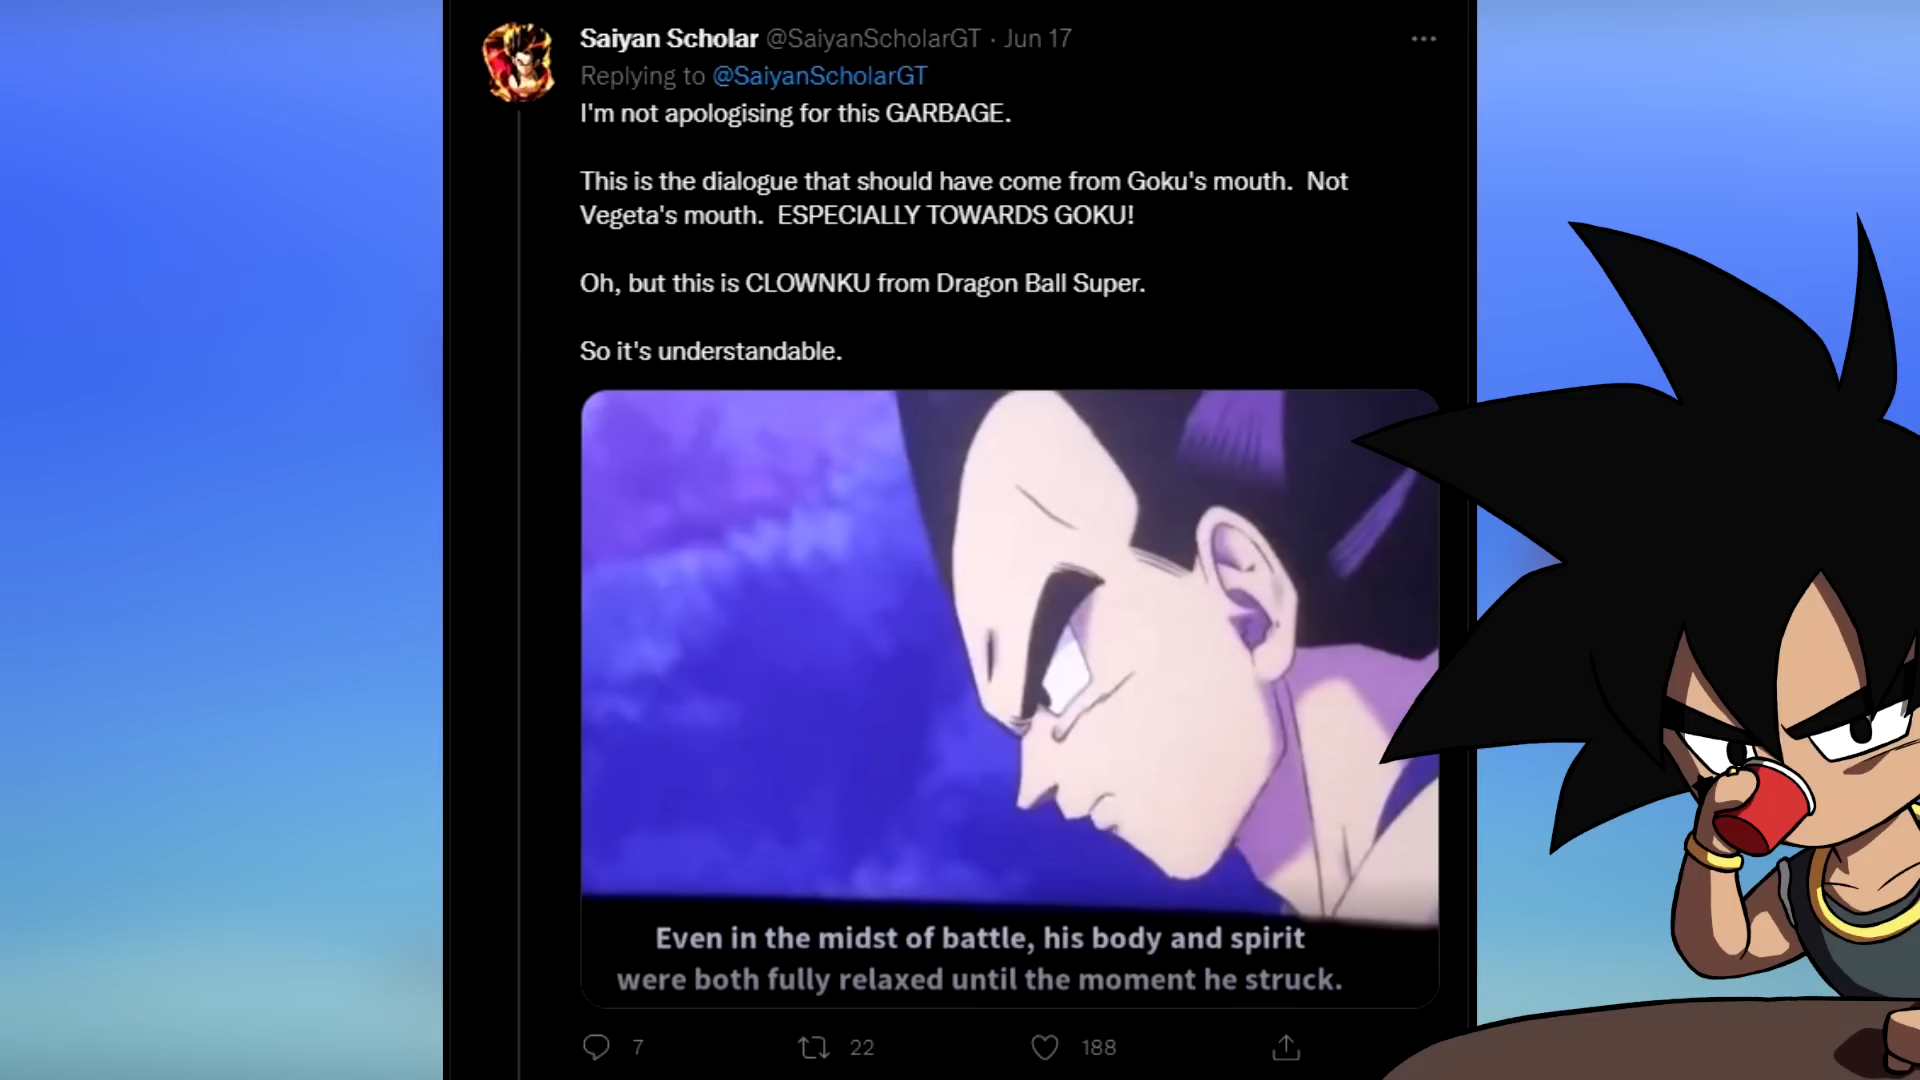 Saiyan Scholar @SaiyanScholarGT · Jun 17
Replying to @SaiyanScholarGT
I'm not apologising for this GARBAGE.
This is the dialogue that should have come from Goku's mouth. Not
Vegeta's mouth. ESPECIALLY TOWARDS GOKU!
Oh, but this is CLOWNKU from Dragon Ball Super.
So it's understandable.
Even in the midst of battle, his body and spirit
were both fully relaxed until the moment he struck.
7 22 188